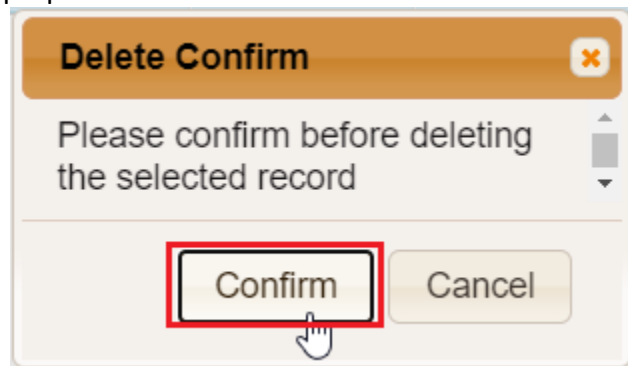 Delete Confirm
Please confirm before deleting
the selected record
Confirm
Cancel